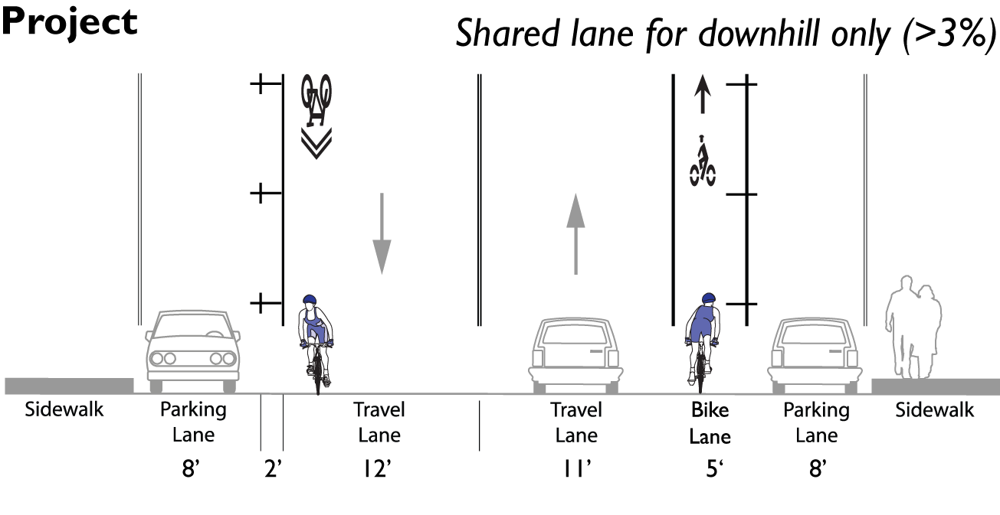 Project
Shared lane for downhill only (>3%)
Sidewalk
Parking
Lane
8’
2’
Travel
Lane
12’
Travel
Lane
11’
Bike
Lane
5‘
Parking
Lane
8’
Sidewalk